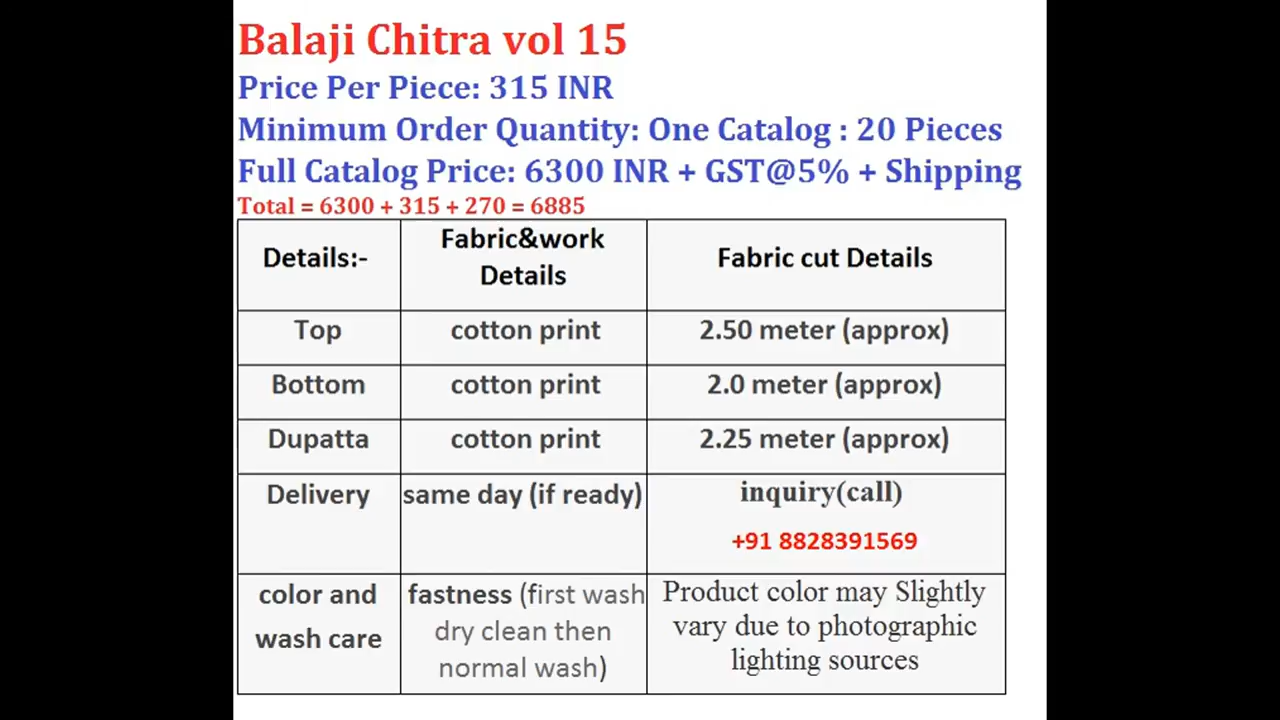 Balaji Chitra vol 15
Price Per Piece: 315 INR
Minimum Order Quantity: One Catalog : 20 Pieces
Full Catalog Price: 6300 INR + GST@5% + Shipping
Total = 6300 + 315 + 270 = 6885
Details:-
Fabric&work
Details
Fabric cut Details
Top
cotton print
2.50 meter (approx)
Bottom
cotton print
2.0 meter (approx)
Dupatta
cotton print
2.25 meter (approx)
Delivery
same day (if ready)
inquiry(call)
+91 8828391569
color and
wash care
fastness (first wash
dry clean then
normal wash)
Product color may Slightly
vary due to photographic
lighting sources